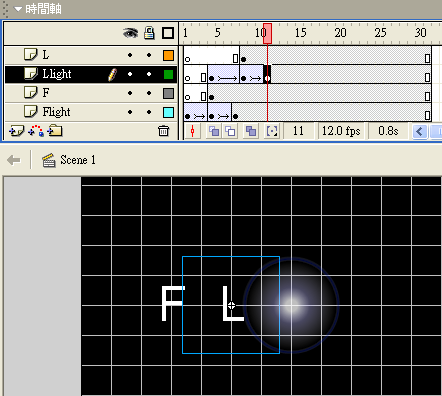 時間軸
1 5 10 15 20 25 30
L
Llight
F
Flight
11 12.0 fps 0.8s
Scene 1
F L